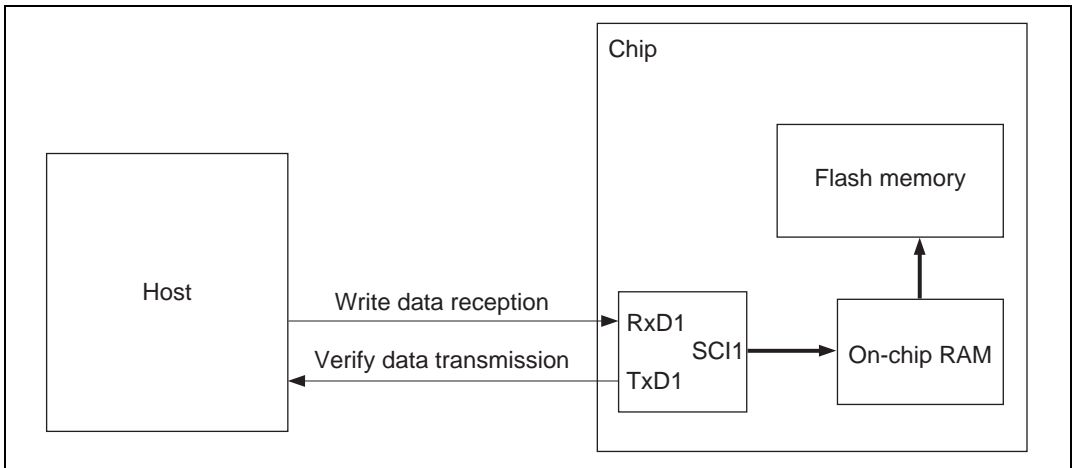 Chip
Flash memory
Host
Write data reception
RxD1
SCI1
On-chip RAM
Verify data transmission
TxD1